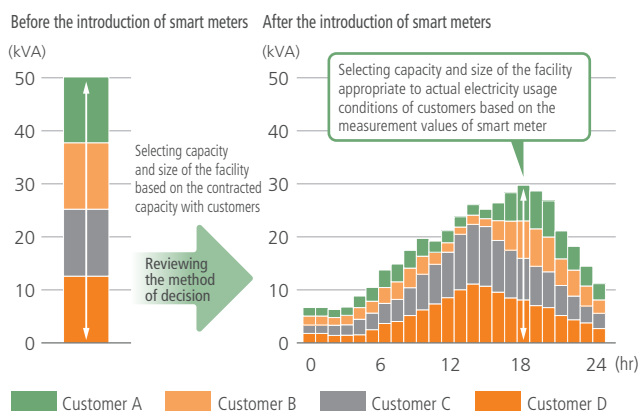 Before the introduction of smart meters
After the introduction of smart meters
(kVA)
50
40
30
20
10
0
Selecting capacity
and size of the facility
based on the contracted
capacity with customers
Reviewing
the method
of decision
(kVA)
50
40
30
20
10
0
Selecting capacity and size of the facility
appropriate to actual electricity usage
conditions of customers based on the
measurement values of smart meter
0 6 12 18 24 (hr)
Customer A Customer B Customer C Customer D